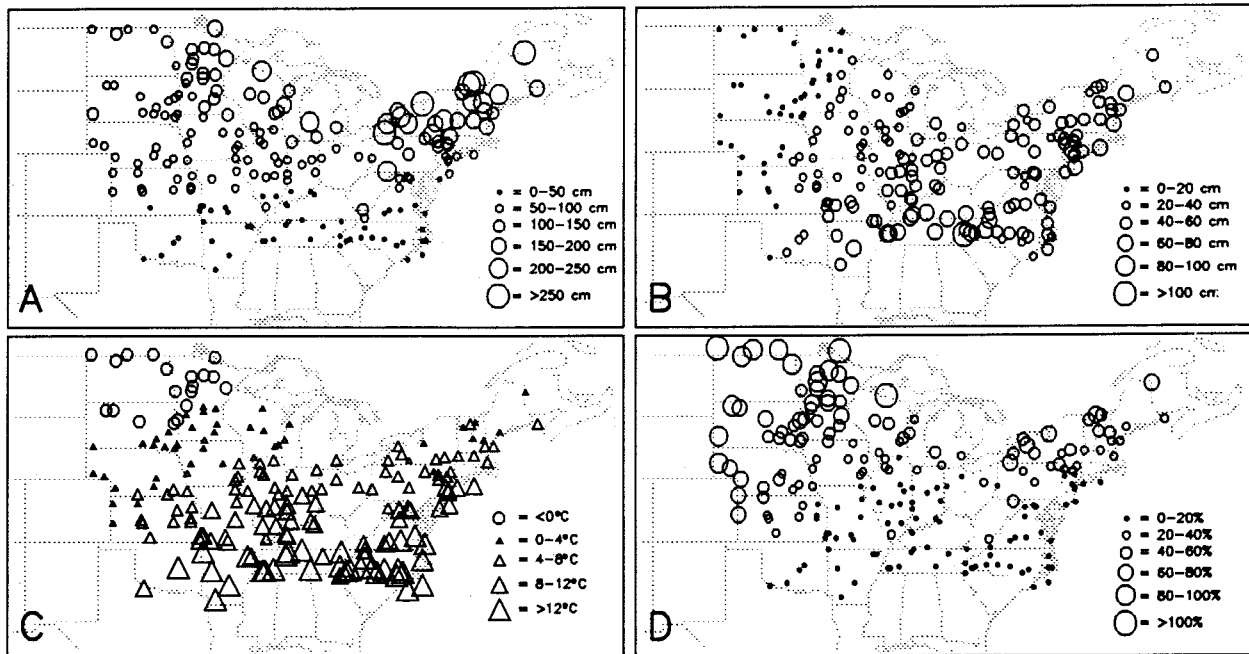 A
= 0-50 cm
= 50-100 cm
= 100-150 cm
= 150-200 cm
= 200-250 cm
= >250 cm
B
= 0-20 cm
= 20-40 cm
= 40-60 cm
= 60-80 cm
= 80-100 cm
= >100 cm
C
= <0°C
= 0-4°C
= 4-8°C
= 8-12°C
= >12°C
D
= 0-20%
= 20-40%
= 40-60%
= 60-80%
= 80-100%
= >100%